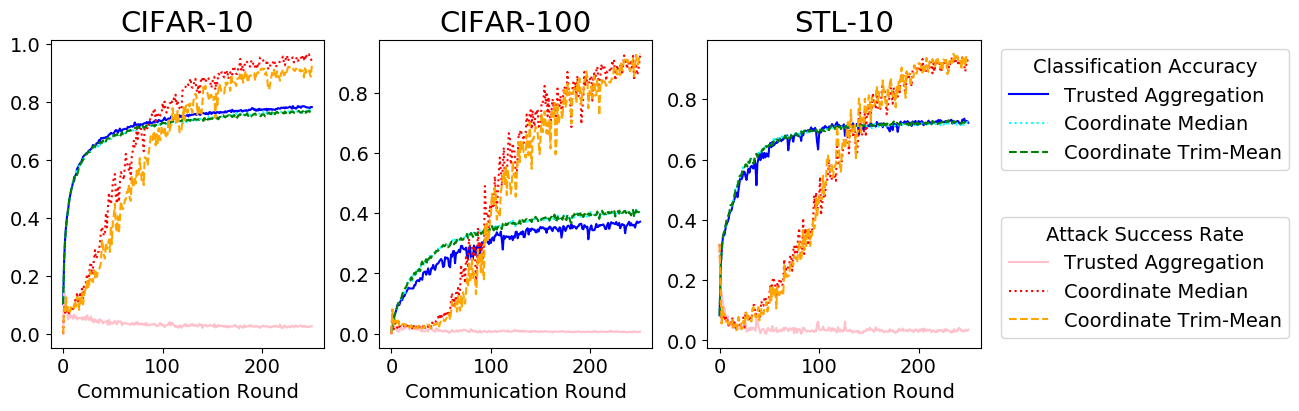 CIFAR-10
1.0
0.8
0.6
0.4
0.2
0.0
0
100
200
Communication Round
CIFAR-100
0.8
0.6
0.4
0.2
0.0
0
100
200
Communication Round
STL-10
0.8
0.6
0.4
0.2
0.0
0
100
200
Communication Round
Classification Accuracy
Trusted Aggregation
Coordinate Median
Coordinate Trim-Mean
Attack Success Rate
Trusted Aggregation
Coordinate Median
Coordinate Trim-Mean